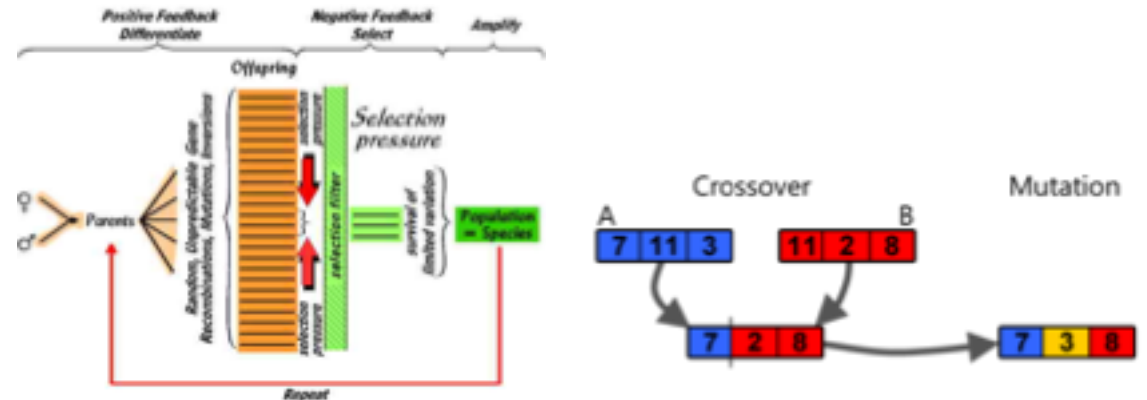 Positive Feedback
Differentiate
Negative Feedback
Select
Amplify
Offspring
Random, Unpredictable Gene
Recombinations, Mutations, Inversions
selection
pressure
selection filter
Selection
pressure
♀
♂
Parents
survival of
limited variation
Population
= Species
selection
pressure
Repeat
Crossover
Mutation
A
B
7 11 3
11 2 8
7 2 8
7 3 8